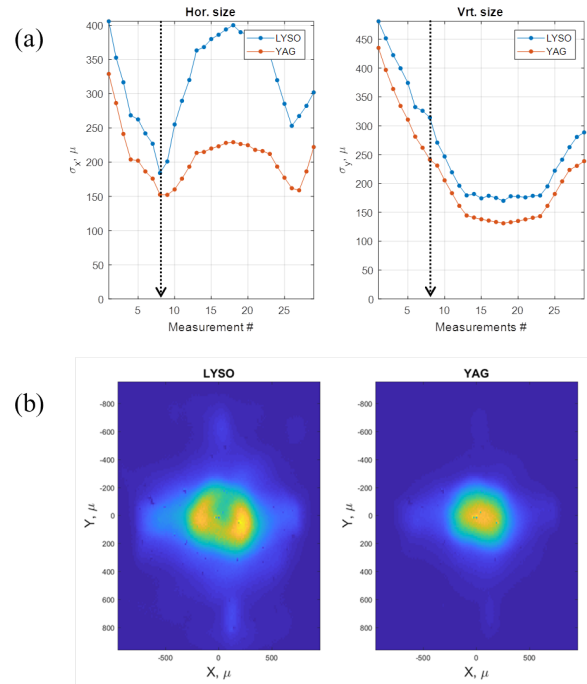 (a)
Hor. size
LYSO
YAG
σx, μ
400
350
300
250
200
150
100
50
0
5 10 15 20 25
Measurement #
Vrt. size
LYSO
YAG
σy, μ
450
400
350
300
250
200
150
100
50
0
5 10 15 20 25
Measurements #
(b)
LYSO
Y, μ
-800
-600
-400
-200
0
200
400
600
800
-500 0 500
X, μ
YAG
Y, μ
-800
-600
-400
-200
0
200
400
600
800
-500 0 500
X, μ